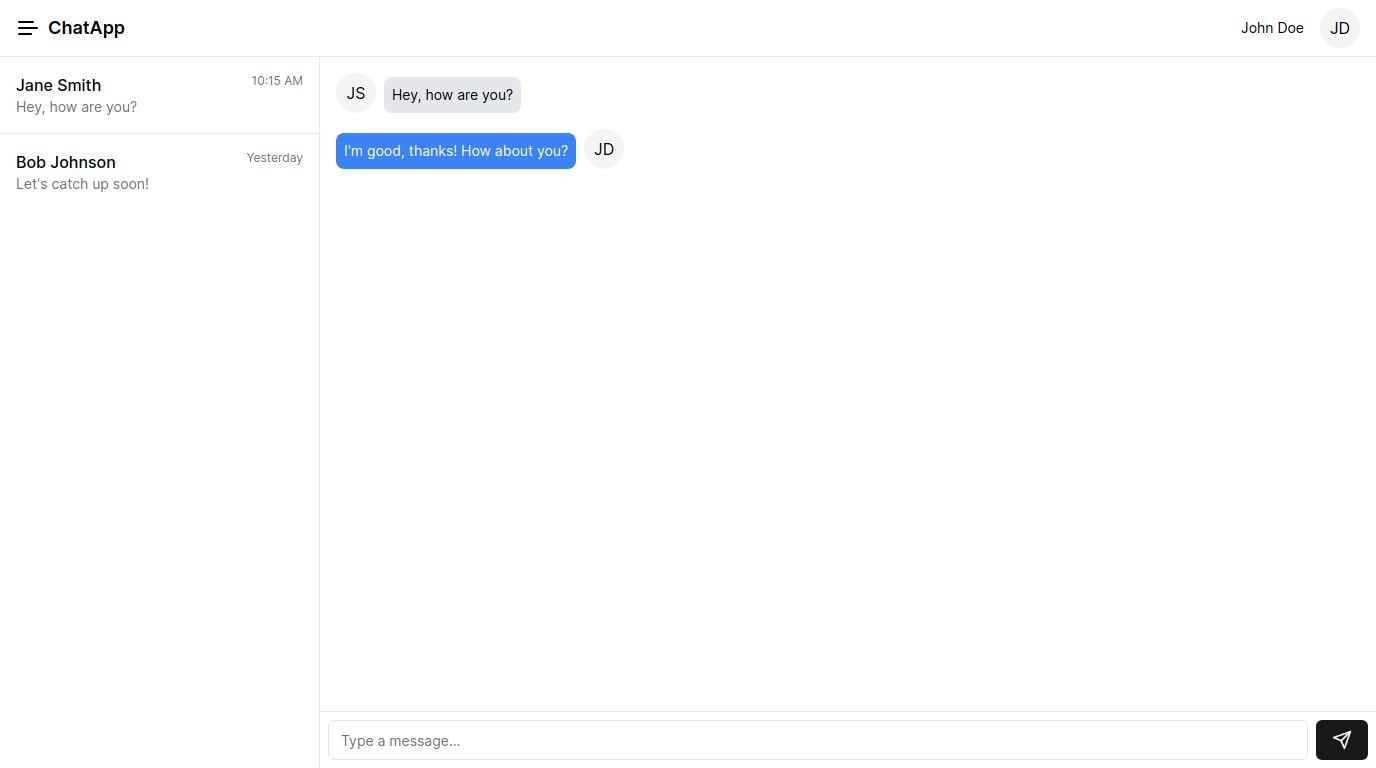 ChatApp
John Doe
JD
Jane Smith
10:15 AM
Hey, how are you?
Bob Johnson
Yesterday
Let's catch up soon!
JS
Hey, how are you?
I'm good, thanks! How about you?
JD
Type a message...